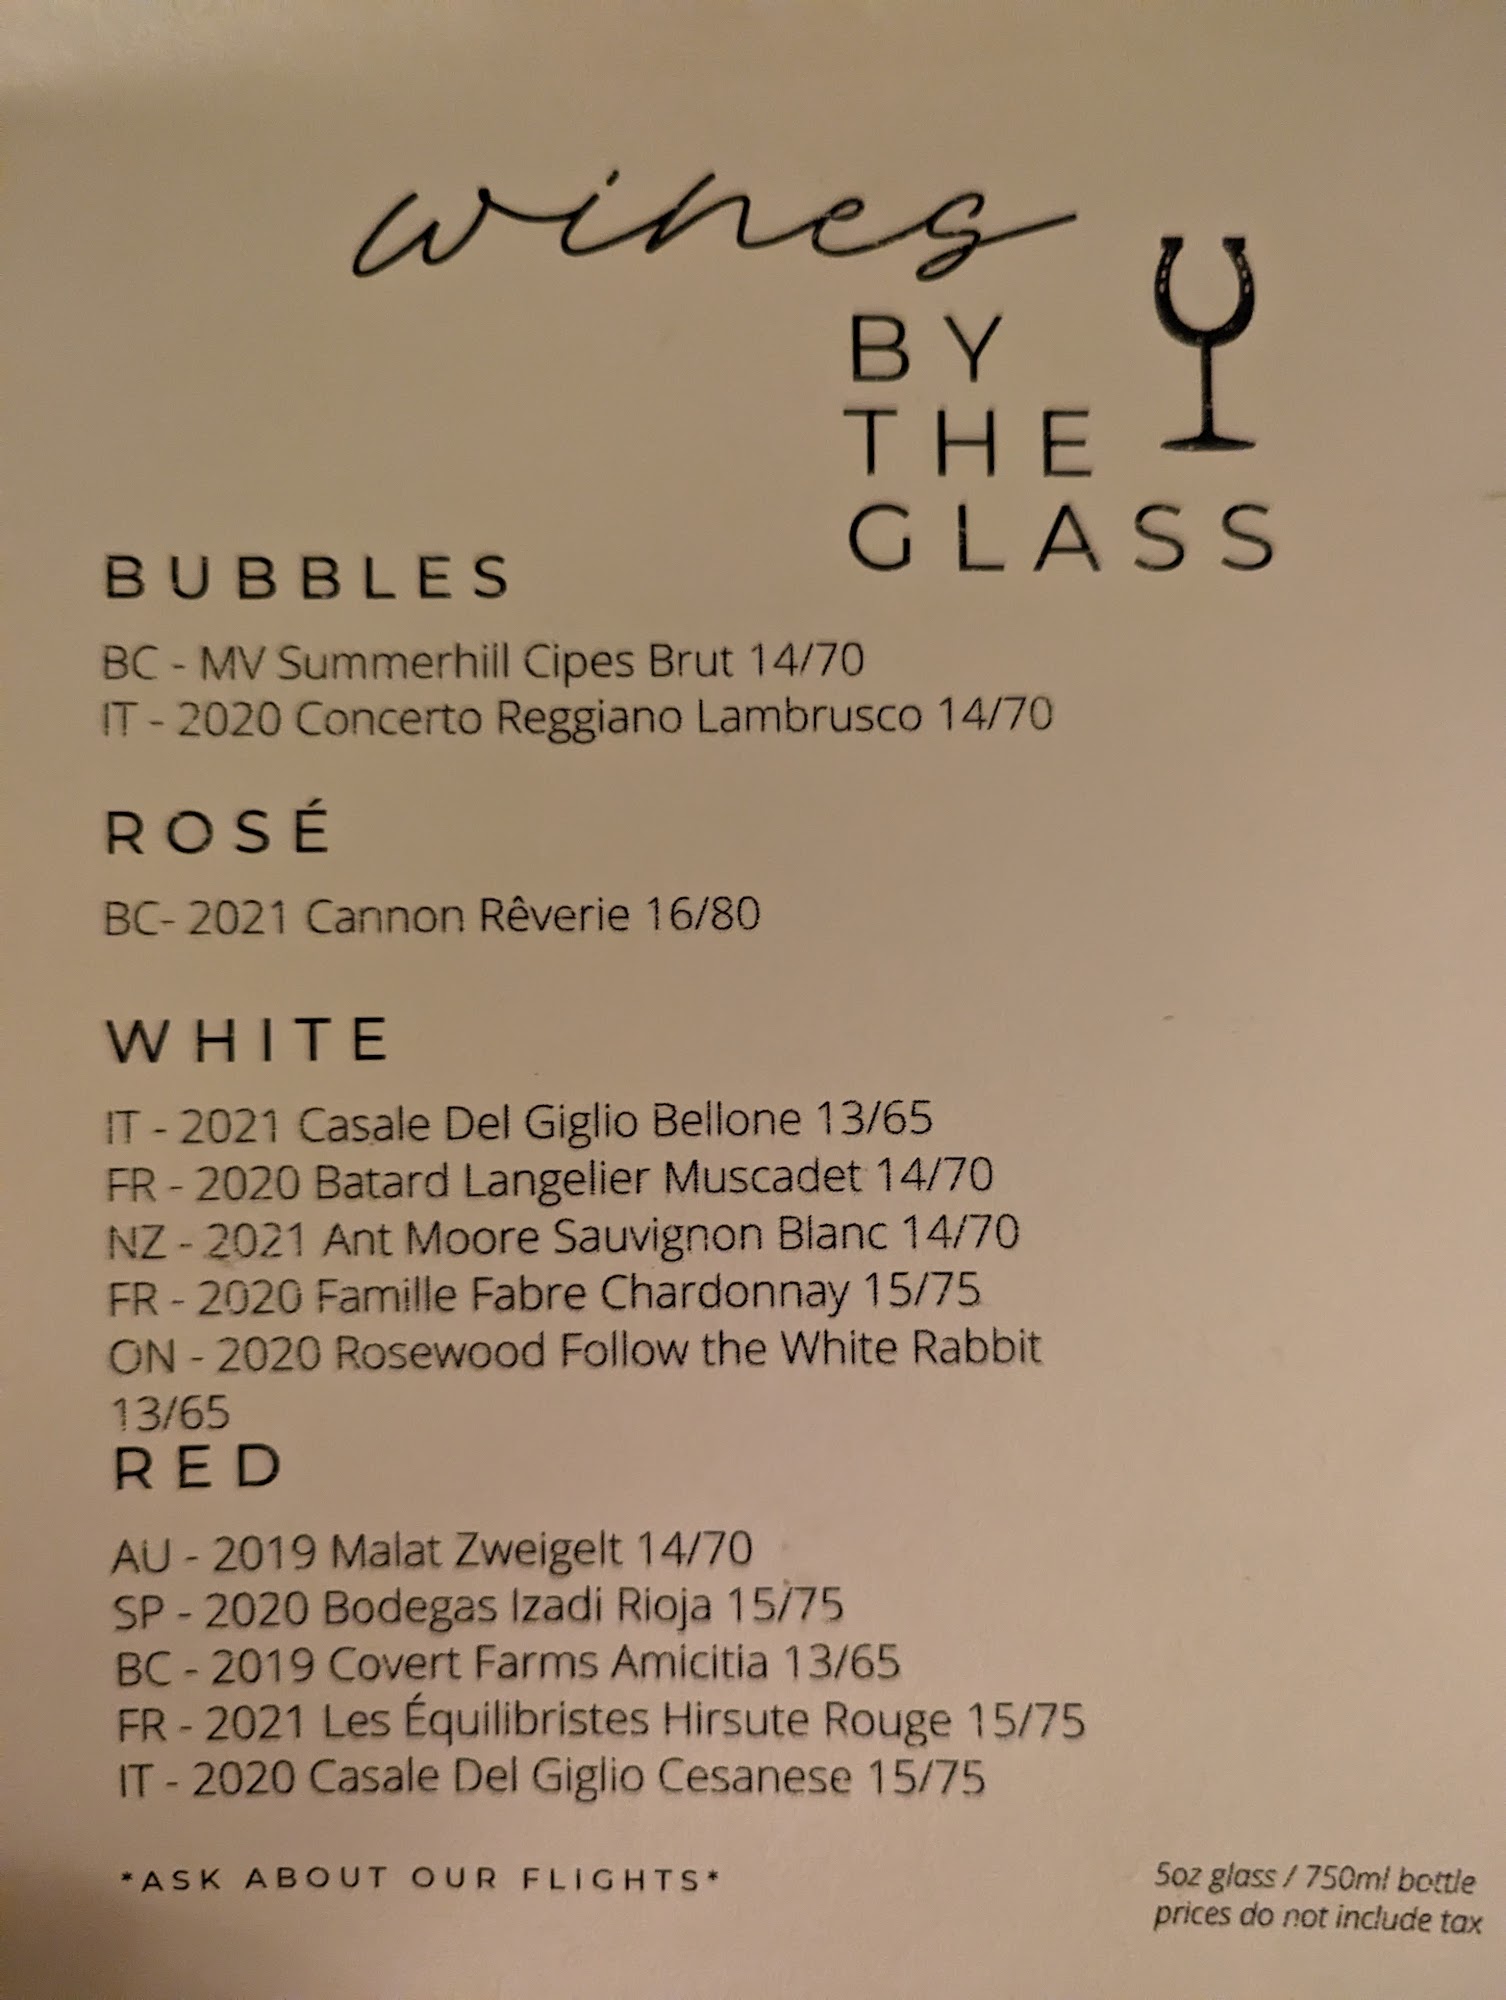 wines
BY
THE
GLASS
BUBBLES
BC - MV Summerhill Cipes Brut 14/70
IT - 2020 Concerto Reggiano Lambrusco 14/70
ROSÉ
BC- 2021 Cannon Rêverie 16/80
WHITE
IT - 2021 Casale Del Giglio Bellone 13/65
FR - 2020 Batard Langelier Muscadet 14/70
NZ - 2021 Ant Moore Sauvignon Blanc 14/70
FR - 2020 Famille Fabre Chardonnay 15/75
ON - 2020 Rosewood Follow the White Rabbit
13/65
RED
AU - 2019 Malat Zweigelt 14/70
SP - 2020 Bodegas Izadi Rioja 15/75
BC - 2019 Covert Farms Amicitia 13/65
FR - 2021 Les Équilibristes Hirsute Rouge 15/75
IT - 2020 Casale Del Giglio Cesanese 15/75
*ASK ABOUT OUR FLIGHTS*
5oz glass / 750ml bottle
prices do not include tax